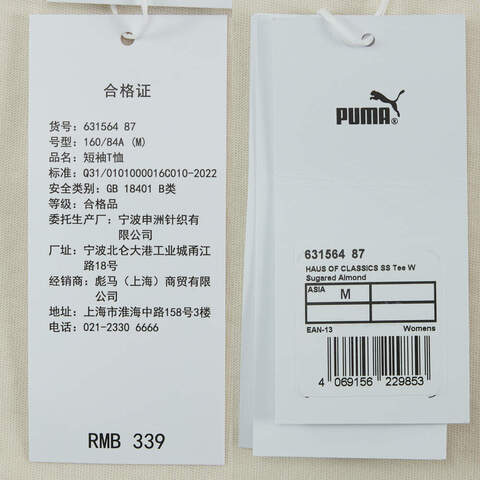 合格证
货号：631564 87
号型：160/84A (M)
品名：短袖T恤
标准：Q31/0101000016C010-2022
安全类别：GB 18401 B类
等级：合格品
委托生产厂：宁波申洲针织有
限公司
厂址：宁波北仑大港工业城甬江
路18号
经销商：彪马（上海）商贸有限
公司
地址：上海市淮海中路158号3楼
电话：021-2330 6666
RMB 339
PUMA®
631564 87
HAUS OF CLASSICS SS Tee W
Sugared Almond
ASIA M
EAN-13 Womens
4 069156 229853